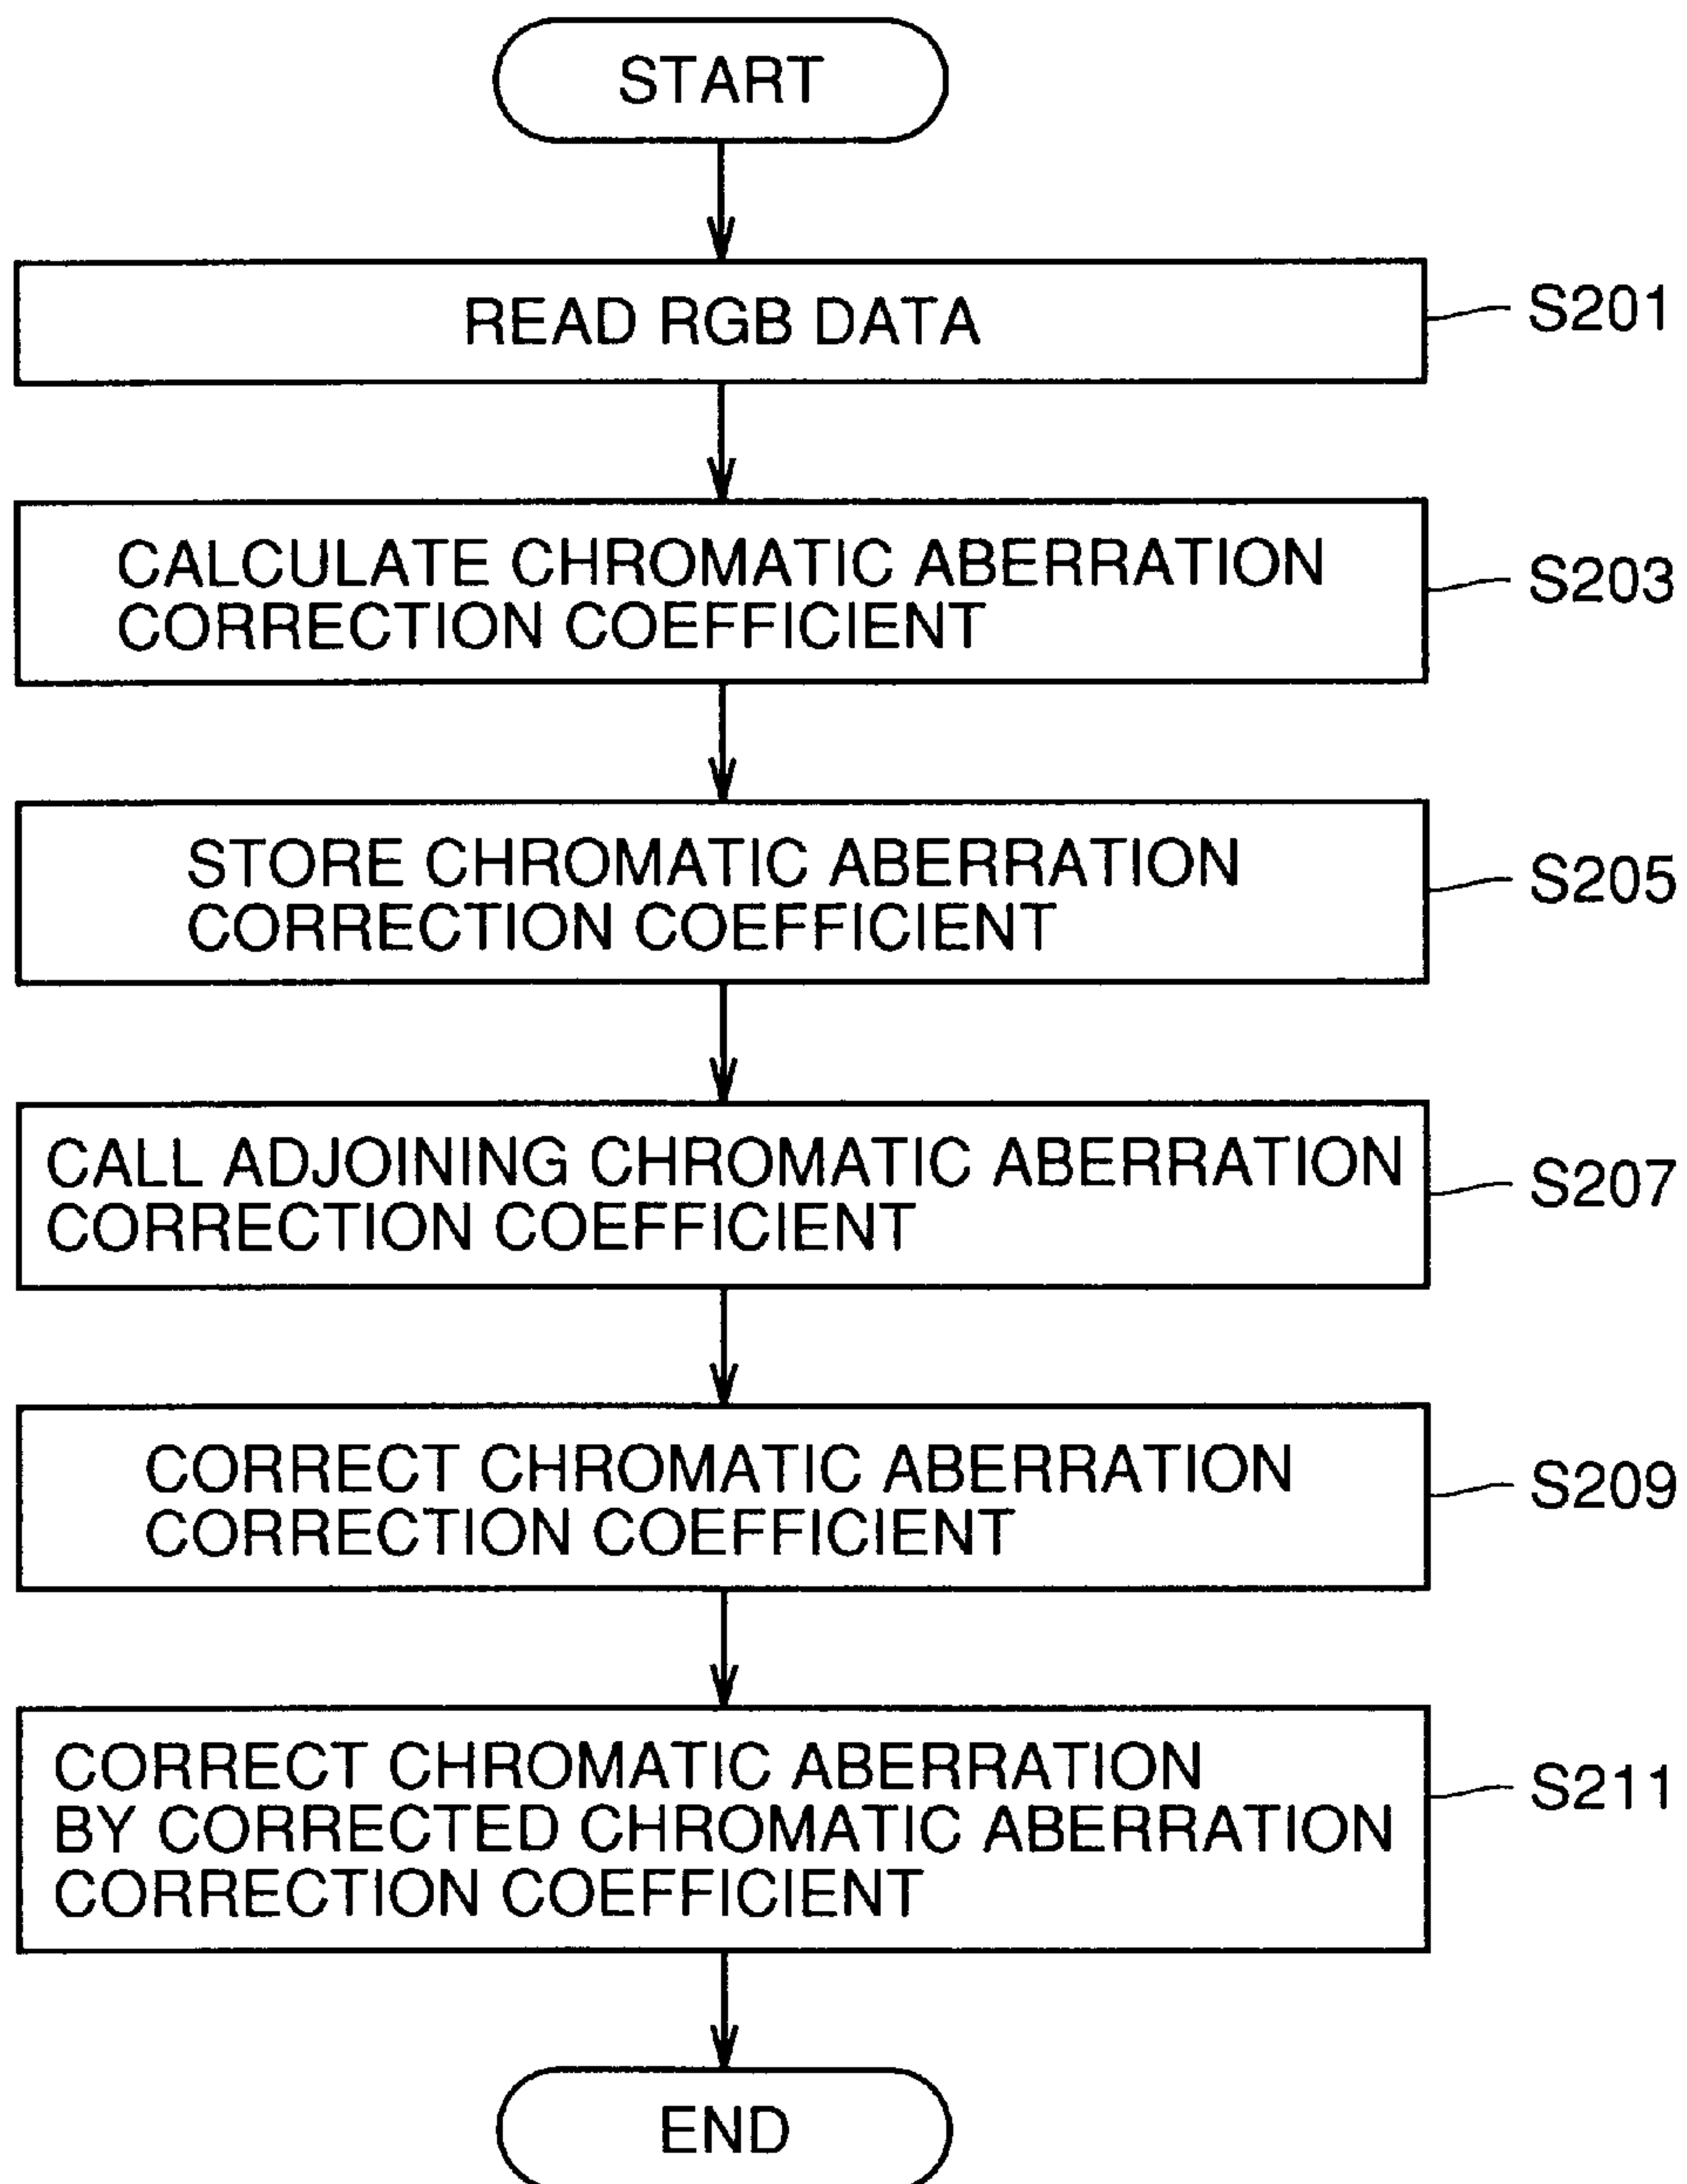 START
READ RGB DATA
S201
CALCULATE CHROMATIC ABERRATION
CORRECTION COEFFICIENT
S203
STORE CHROMATIC ABERRATION
CORRECTION COEFFICIENT
S205
CALL ADJOINING CHROMATIC ABERRATION
CORRECTION COEFFICIENT
S207
CORRECT CHROMATIC ABERRATION
CORRECTION COEFFICIENT
S209
CORRECT CHROMATIC ABERRATION
BY CORRECTED CHROMATIC ABERRATION
CORRECTION COEFFICIENT
S211
END